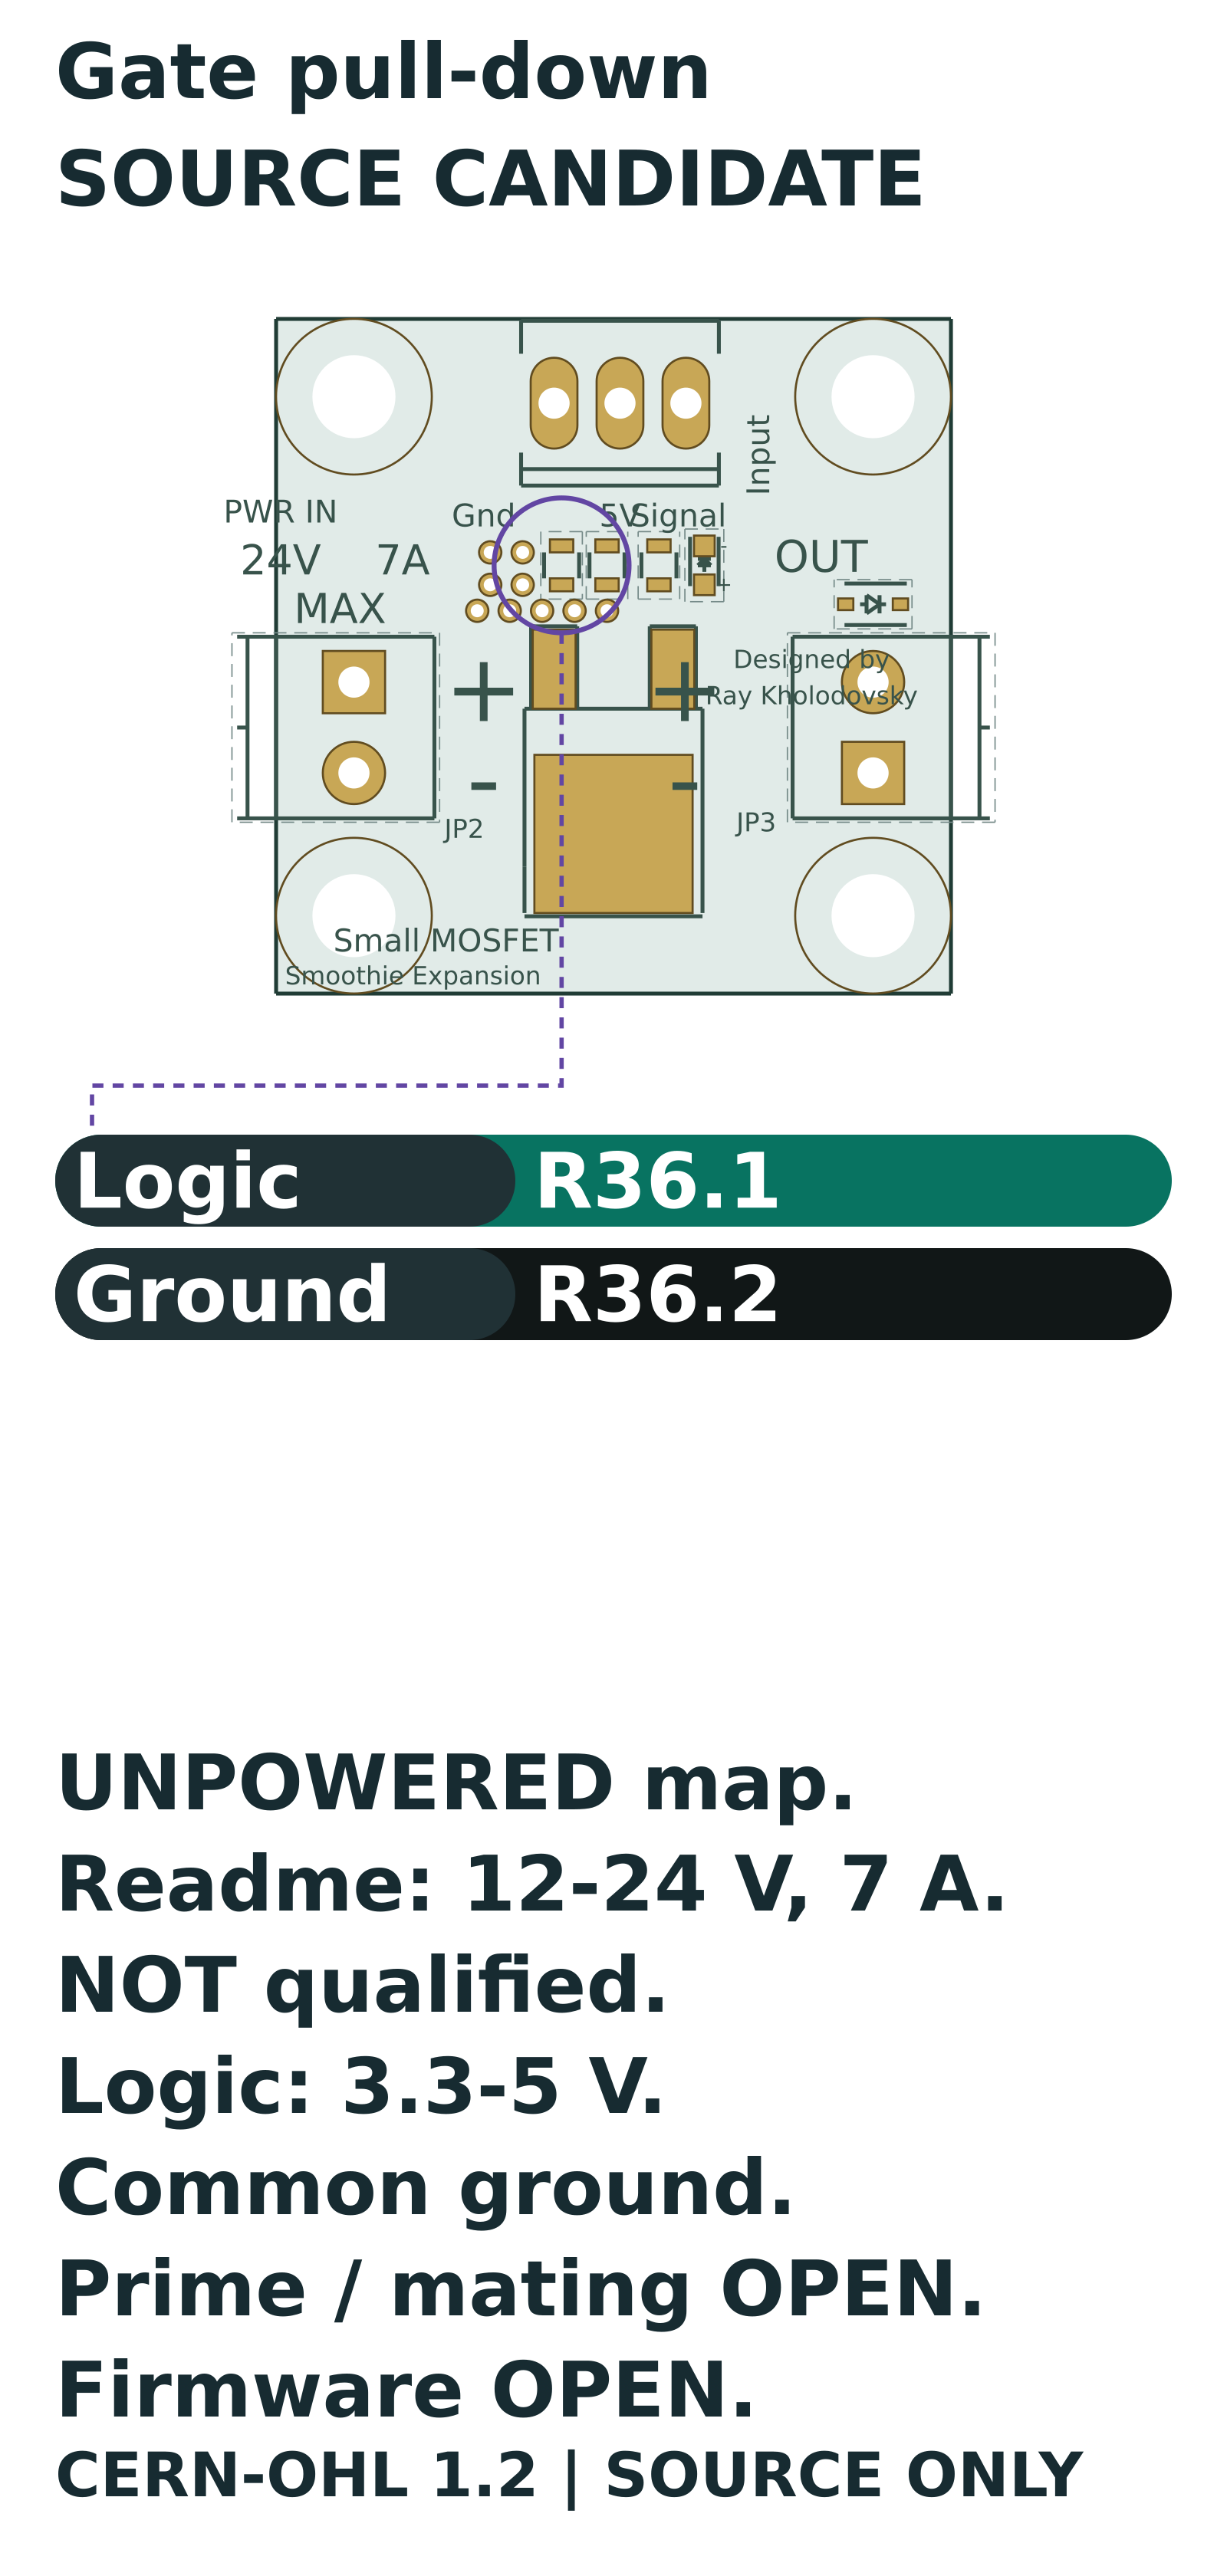 Gate pull-down
SOURCE CANDIDATE
Input
PWR IN
Gnd
5V
Signal
24V 7A
OUT
MAX
-
+
Designed by
Ray Kholodovsky
+
+
-
-
JP2
JP3
Small MOSFET
Smoothie Expansion
Logic R36.1
Ground R36.2
UNPOWERED map.
Readme: 12-24 V, 7 A.
NOT qualified.
Logic: 3.3-5 V.
Common ground.
Prime / mating OPEN.
Firmware OPEN.
CERN-OHL 1.2 | SOURCE ONLY